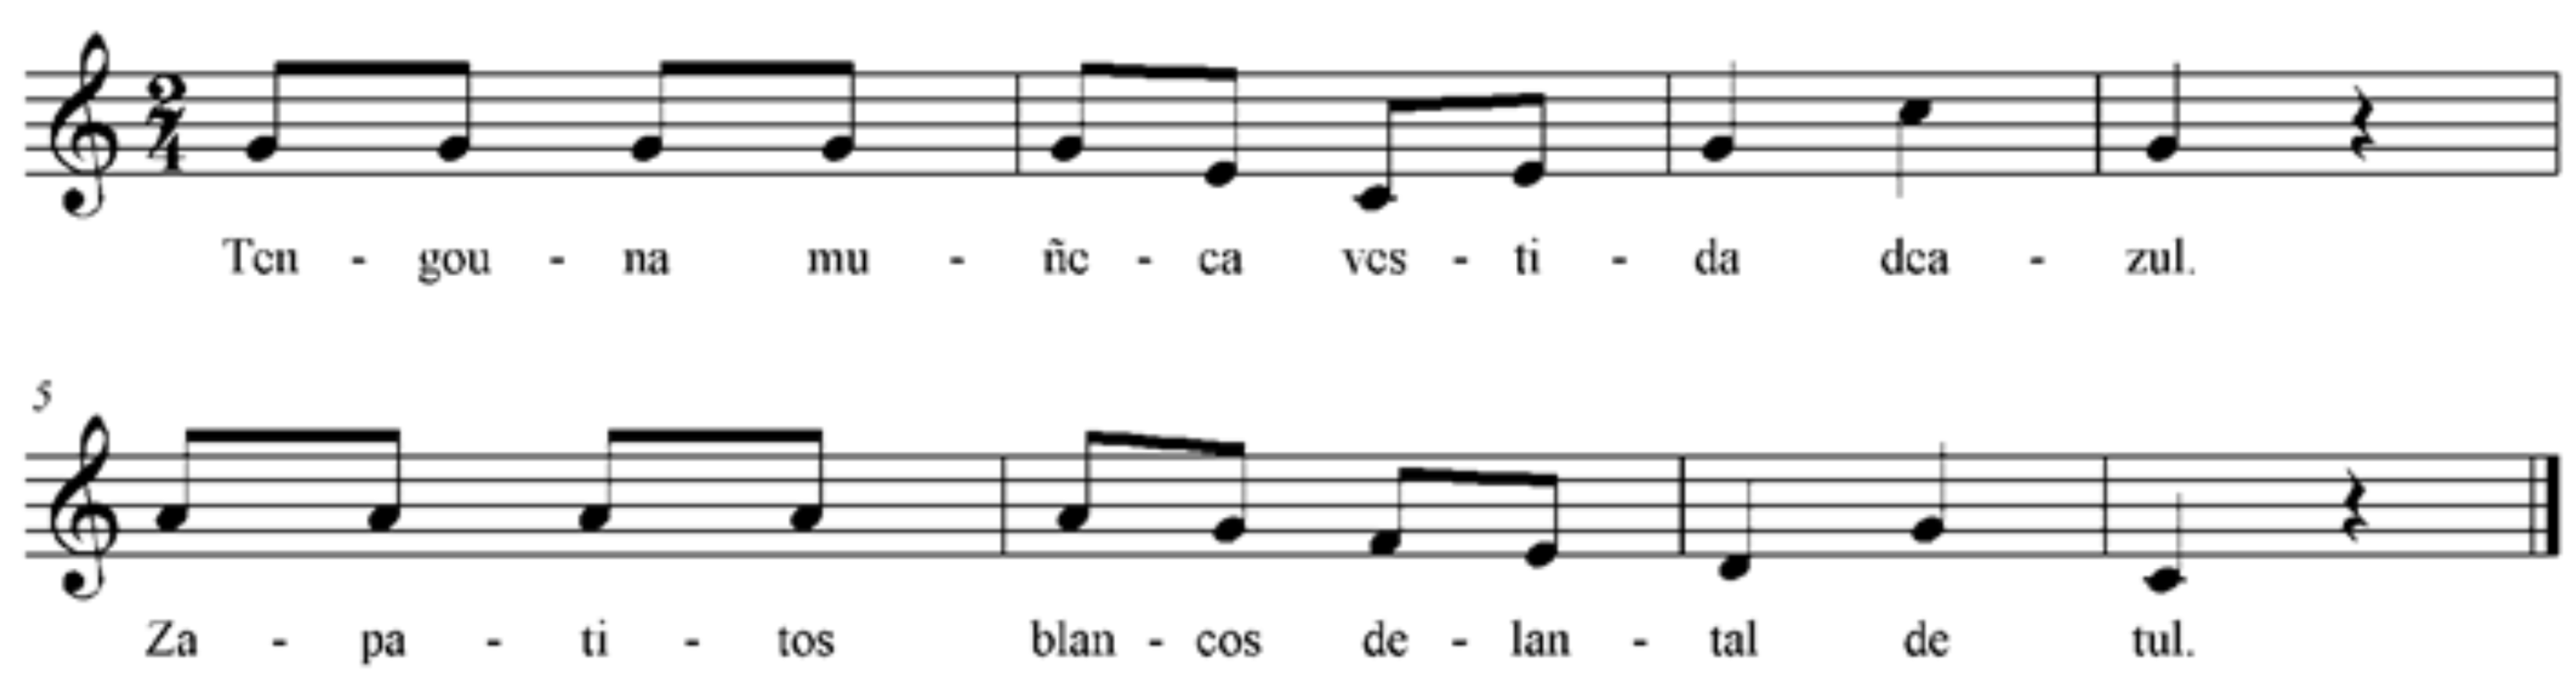 2
4
Ten - gou - na mu - ñe - ca ves - ti - da dea - zul.
5
Za - pa - ti - tos blan - cos de - lan - tal de tul.